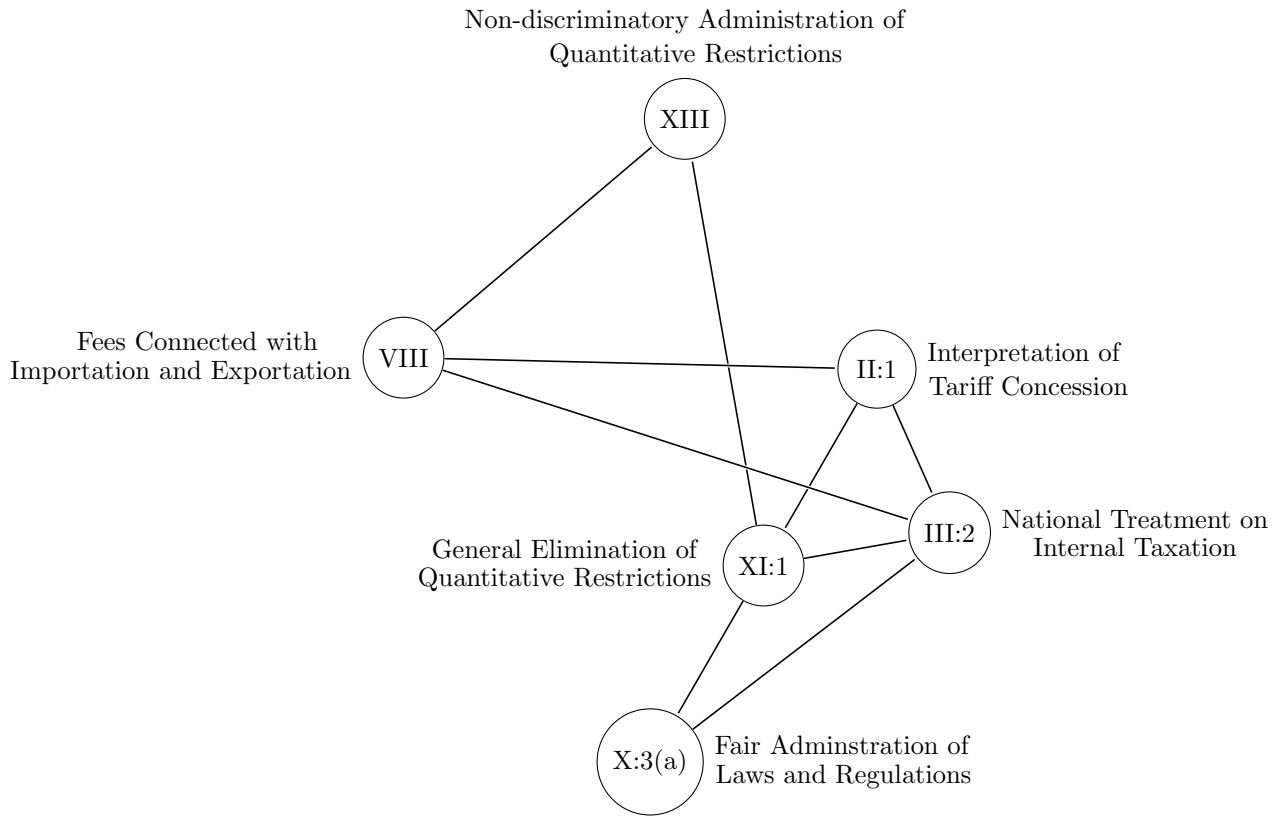 Non-discriminatory Administration of
Quantitative Restrictions
XIII
Fees Connected with
Importation and Exportation
VIII
II:1
Interpretation of
Tariff Concession
General Elimination of
Quantitative Restrictions
XI:1
III:2
National Treatment on
Internal Taxation
X:3(a)
Fair Adminstration of
Laws and Regulations